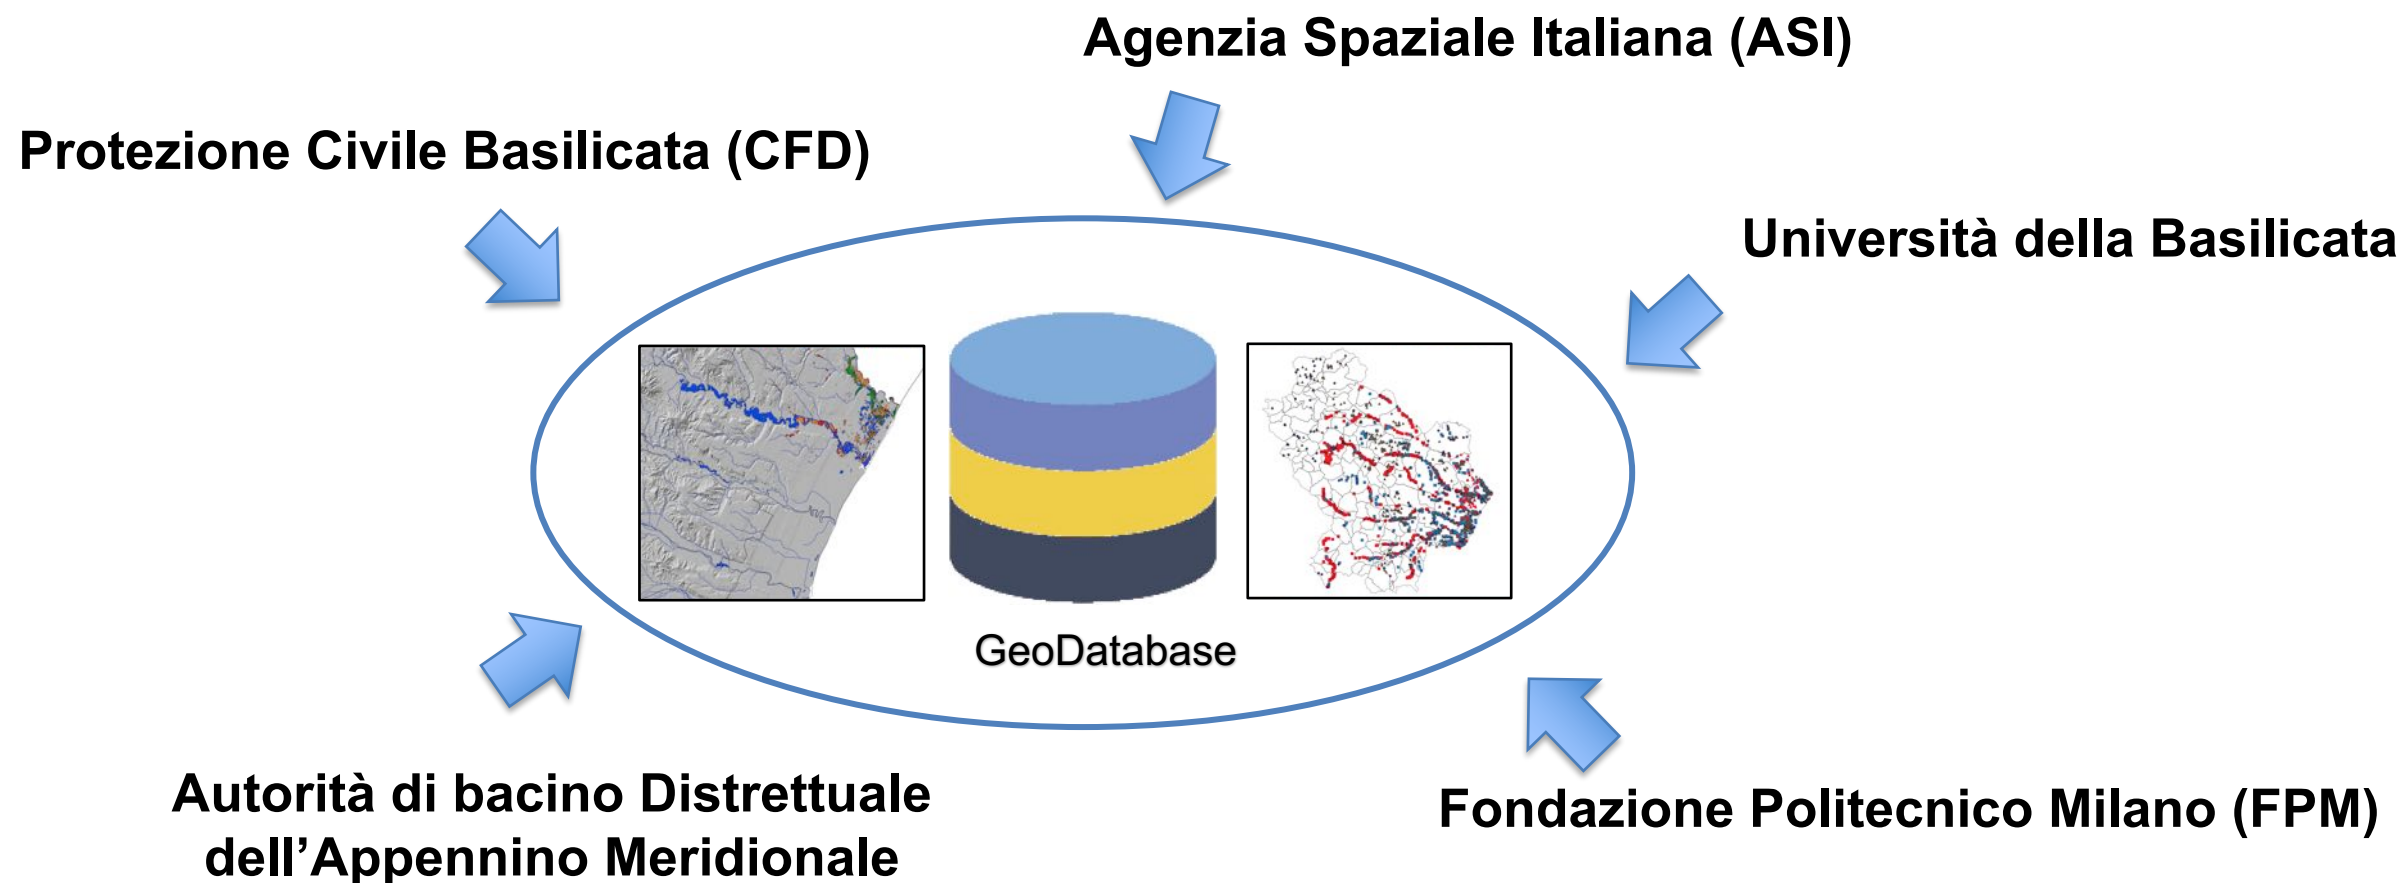 Agenzia Spaziale Italiana (ASI)
Protezione Civile Basilicata (CFD)
Università della Basilicata
GeoDatabase
Autorità di bacino Distrettuale
dell’Appennino Meridionale
Fondazione Politecnico Milano (FPM)